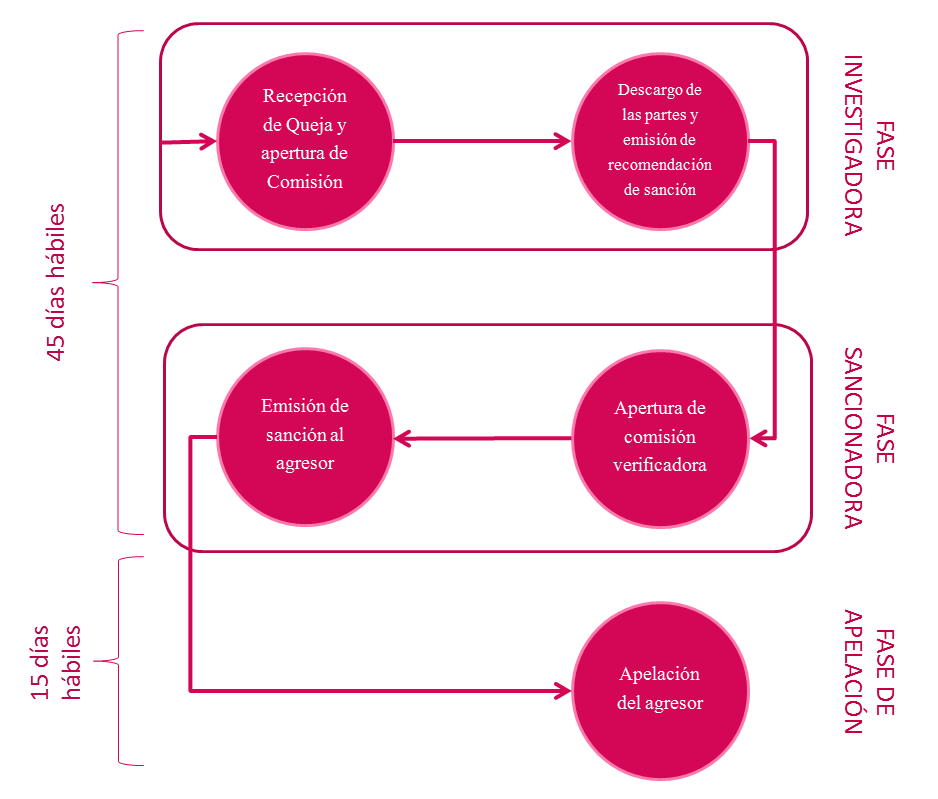 Recepción
de Queja y
apertura de
Comisión
Descargo de
las partes y
emisión de
recomendación
de sanción
FASE
INVESTIGADORA
45 días hábiles
Emisión de
sanción al
agresor
Apertura de
comisión
verificadora
FASE
SANCIONADORA
15 días
hábiles
Apelación
del agresor
FASE DE
APELACIÓN